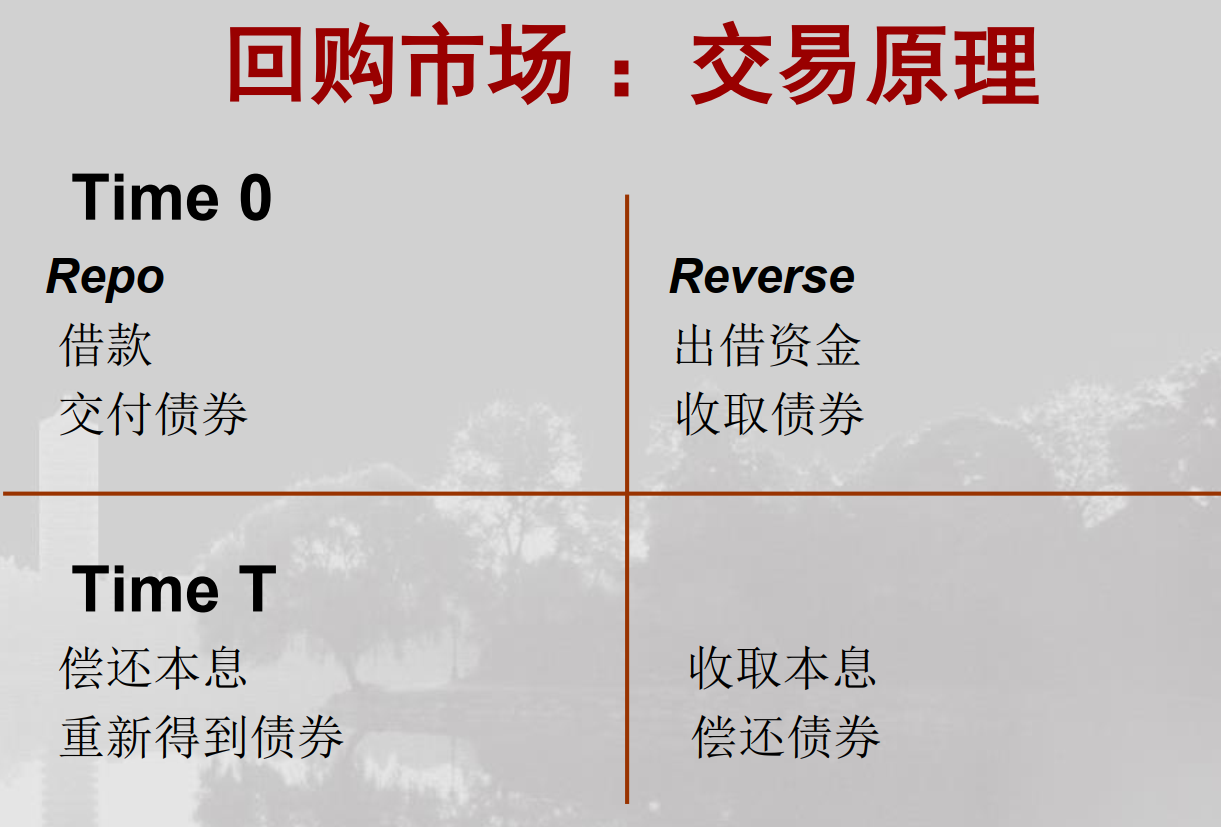 回购市场 ：交易原理
Time 0
Repo
借款
交付债券
Reverse
出借资金
收取债券
Time T
偿还本息
重新得到债券
收取本息
偿还债券